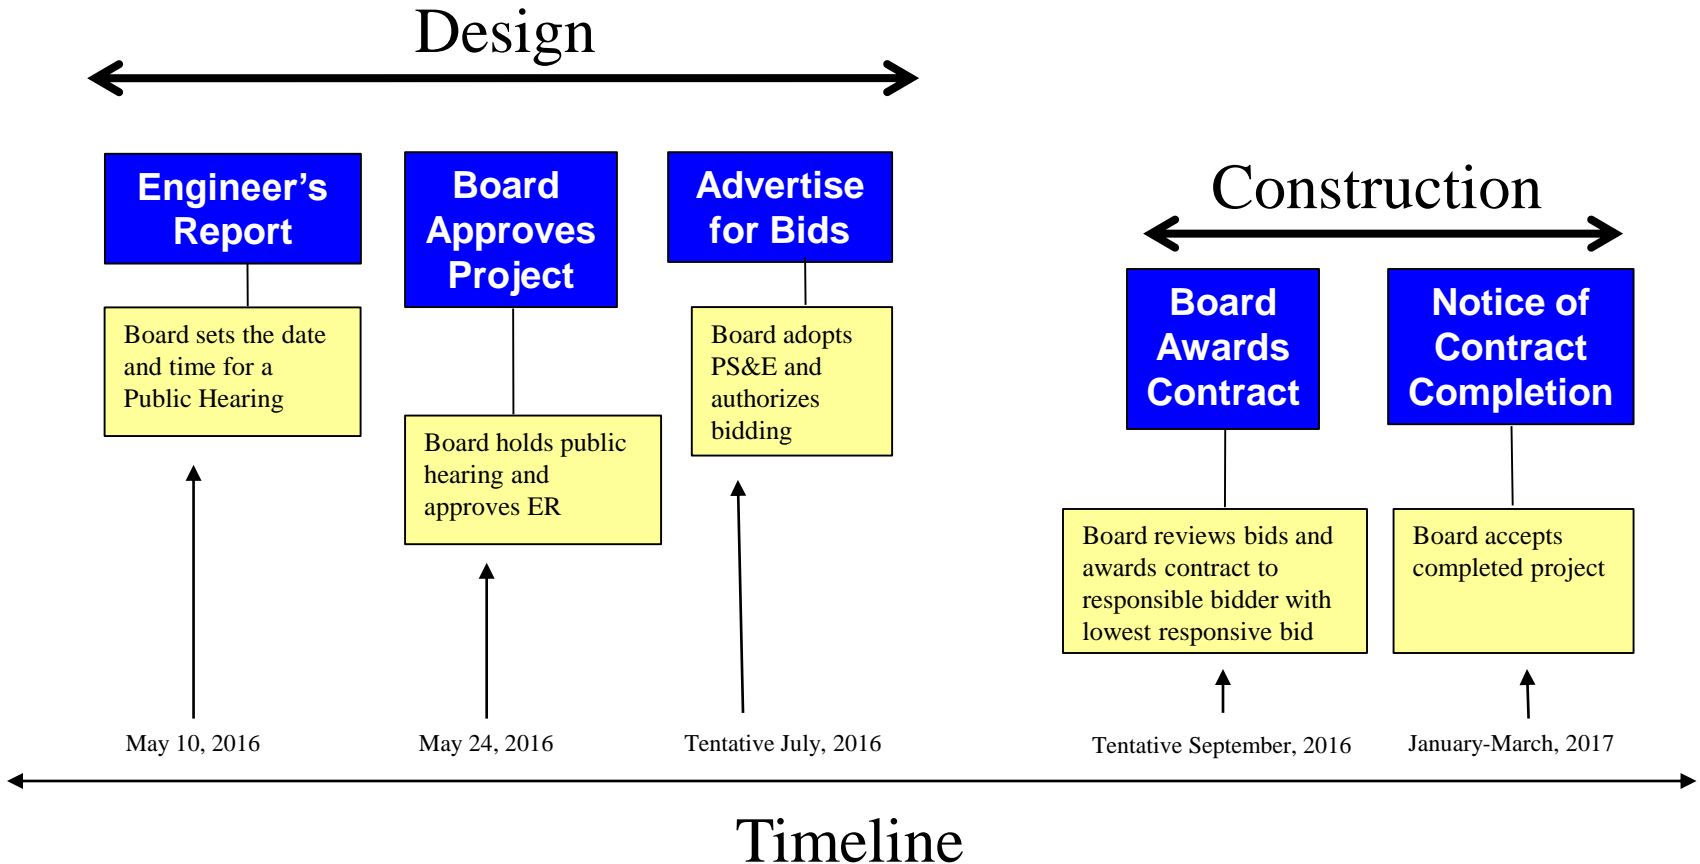 Design
Engineer's
Report
Board
Approves
Project
Advertise
for Bids
Construction
Board
Awards
Contract
Notice of
Contract
Completion
Board sets the date
and time for a
Public Hearing
Board holds public
hearing and
approves ER
Board adopts
PS&E and
authorizes
bidding
Board reviews bids and
awards contract to
responsible bidder with
lowest responsive bid
Board accepts
completed project
May 10, 2016
May 24, 2016
Tentative July, 2016
Tentative September, 2016
January-March, 2017
Timeline